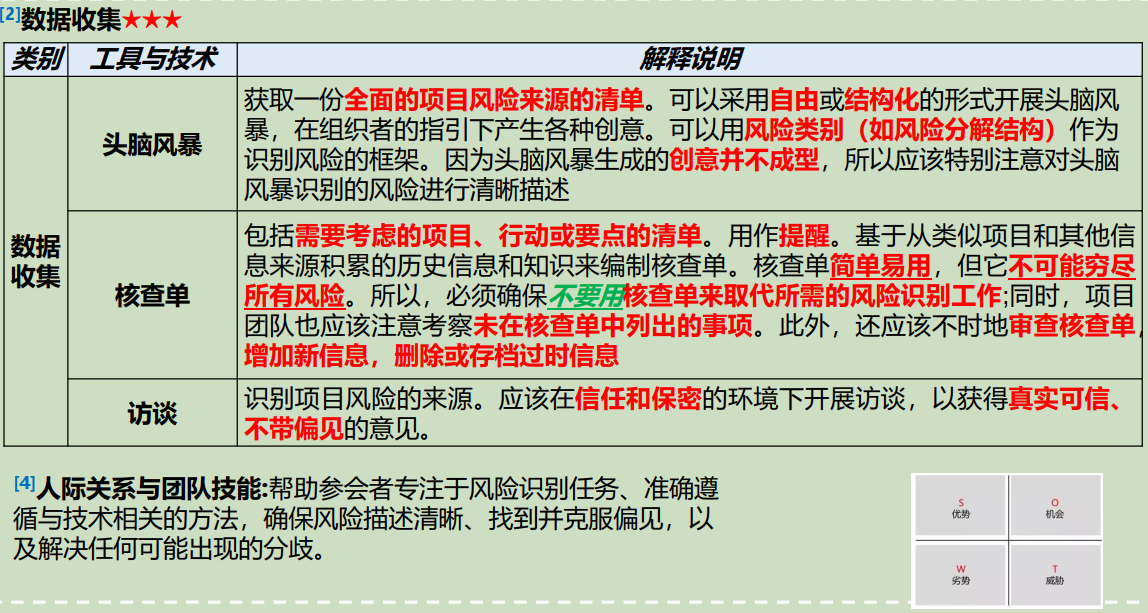 [2]数据收集★★★
类别 工具与技术 解释说明
数据
收集
头脑风暴
获取一份全面的项目风险来源的清单。可以采用自由或结构化的形式开展头脑风
暴，在组织者的指引下产生各种创意。可以用风险类别（如风险分解结构）作为
识别风险的框架。因为头脑风暴生成的创意并不成型，所以应该特别注意对头脑
风暴识别的风险进行清晰描述
核查单
包括需要考虑的项目、行动或要点的清单。用作提醒。基于从类似项目和其他信
息来源积累的历史信息和知识来编制核查单。核查单简单易用，但它不可能穷尽
所有风险。所以，必须确保不要用核查单来取代所需的风险识别工作;同时，项目
团队也应该注意考察未在核查单中列出的事项。此外，还应该不时地审查核查单，
增加新信息，删除或存档过时信息
访谈
识别项目风险的来源。应该在信任和保密的环境下开展访谈，以获得真实可信、
不带偏见的意见。
[4]人际关系与团队技能:帮助参会者专注于风险识别任务、准确遵
循与技术相关的方法，确保风险描述清晰、找到并克服偏见，以
及解决任何可能出现的分歧。
S
优势
O
机会
W
劣势
T
威胁